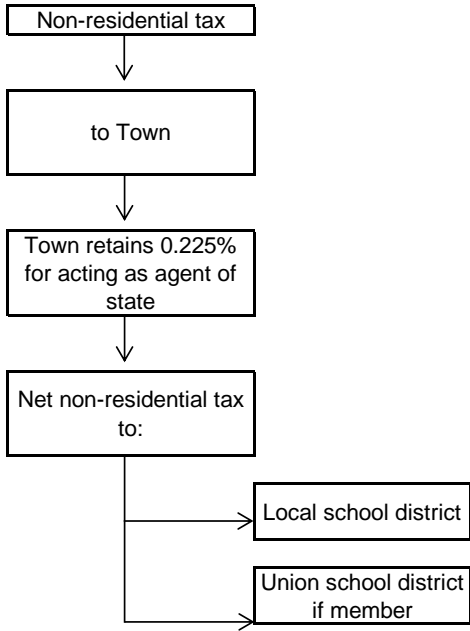 Non-residential tax
to Town
Town retains 0.225%
for acting as agent of
state
Net non-residential tax
to:
Local school district
Union school district
if member